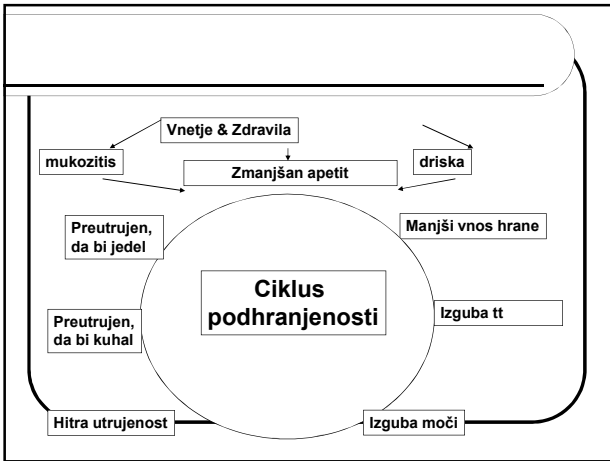 Vnetje & Zdravila
mukozitis
Zmanjšan apetit
driska
Preutrujen,
da bi jedel
Manjši vnos hrane
Ciklus
podhranjenosti
Preutrujen,
da bi kuhal
Izguba tt
Hitra utrujenost
Izguba moči